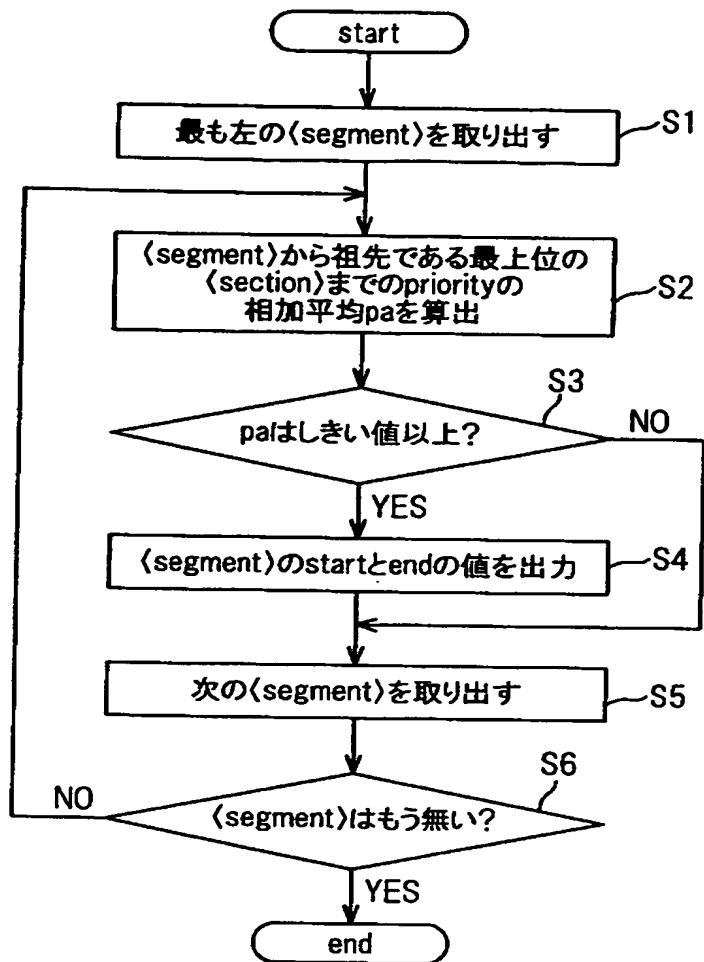 start
最も左の〈segment〉を取り出す
S1
〈segment〉から祖先である最上位の
〈section〉までのpriorityの
相加平均paを算出
S2
S3
paはしきい値以上?
NO
YES
〈segment〉のstartとendの値を出力
S4
次の〈segment〉を取り出す
S5
S6
〈segment〉はもう無い?
NO
YES
end